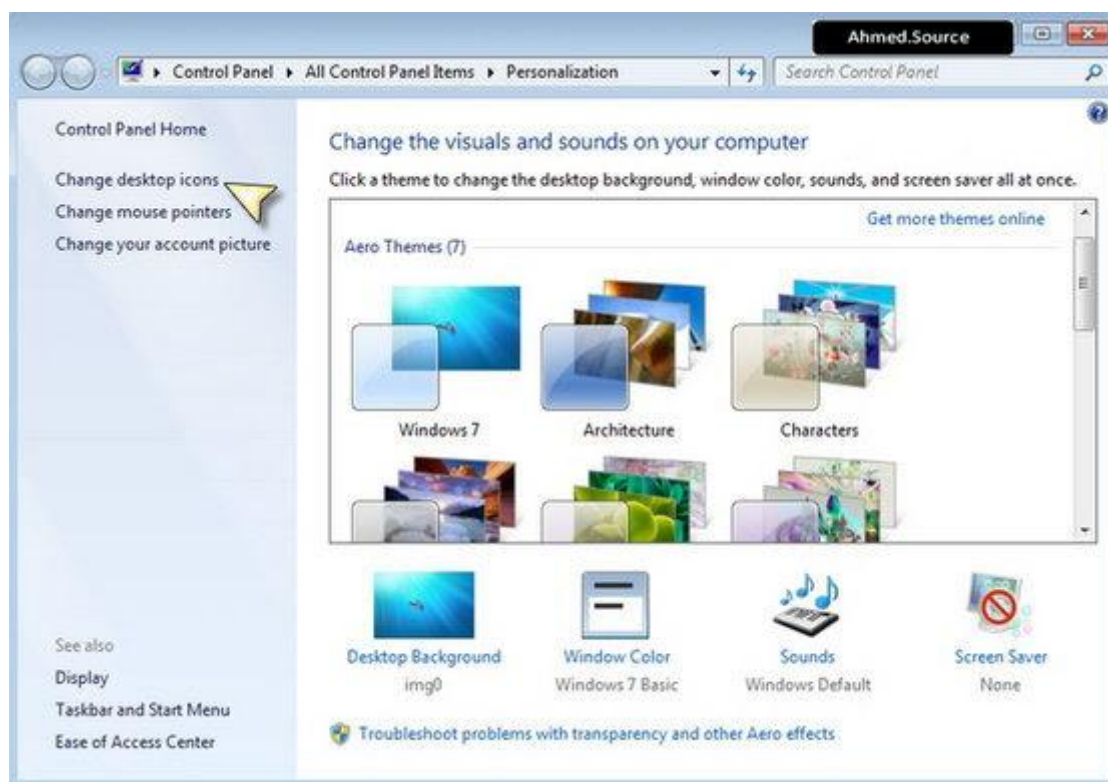 Ahmed.Source
Control Panel ▸ All Control Panel Items ▸ Personalization
Search Control Panel
Control Panel Home
Change desktop icons
Change mouse pointers
Change your account picture
Change the visuals and sounds on your computer
Click a theme to change the desktop background, window color, sounds, and screen saver all at once.
Get more themes online
Aero Themes (7)
Windows 7
Architecture
Characters
Desktop Background
img0
Window Color
Windows 7 Basic
Sounds
Windows Default
Screen Saver
None
Troubleshoot problems with transparency and other Aero effects
See also
Display
Taskbar and Start Menu
Ease of Access Center